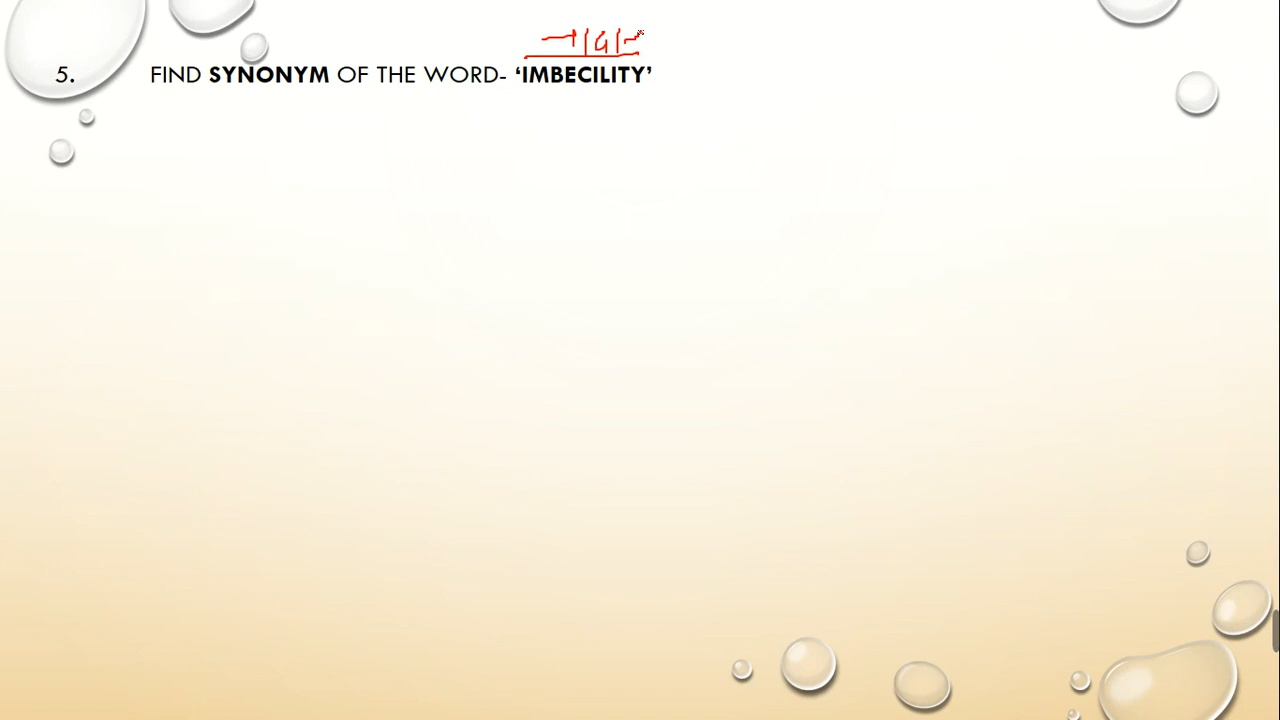 5. FIND SYNONYM OF THE WORD- ‘IMBECILITY’